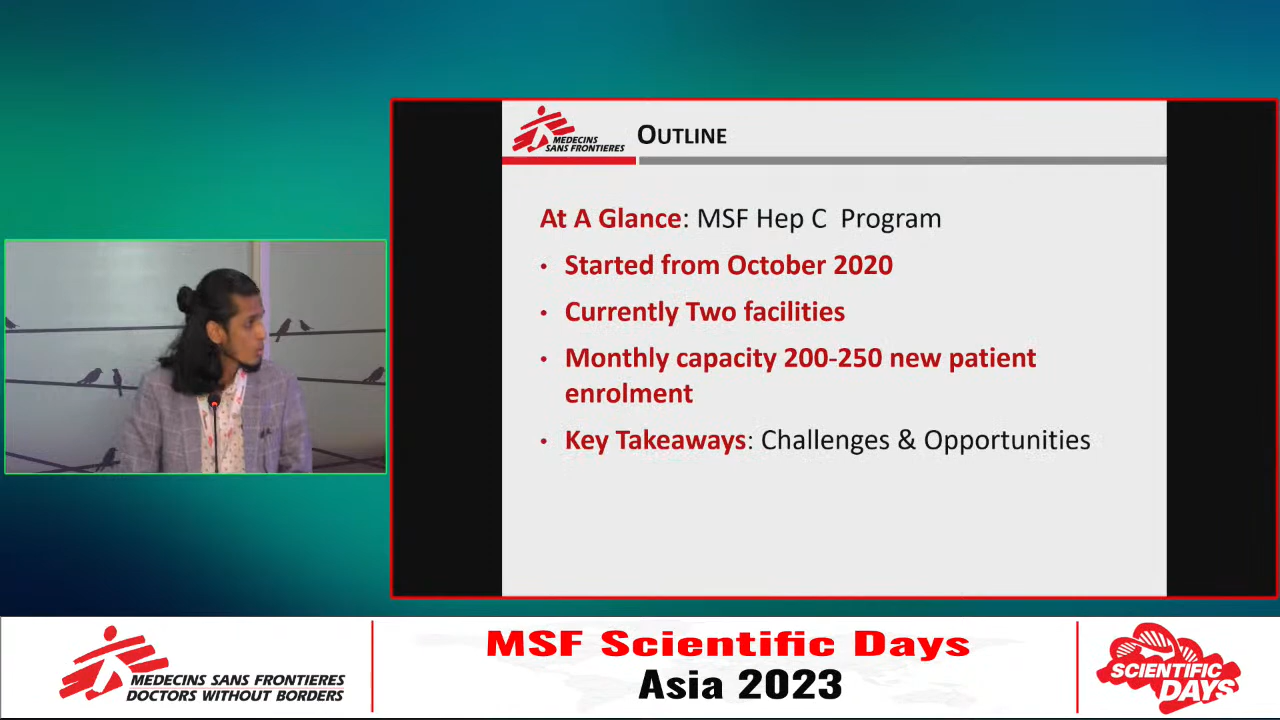 MEDECINS
SANS FRONTIERES
OUTLINE
At A Glance: MSF Hep C Program
• Started from October 2020
• Currently Two facilities
• Monthly capacity 200-250 new patient
enrolment
• Key Takeaways: Challenges & Opportunities
MEDECINS SANS FRONTIERES
DOCTORS WITHOUT BORDERS
MSF Scientific Days
Asia 2023
SCIENTIFIC
DAYS